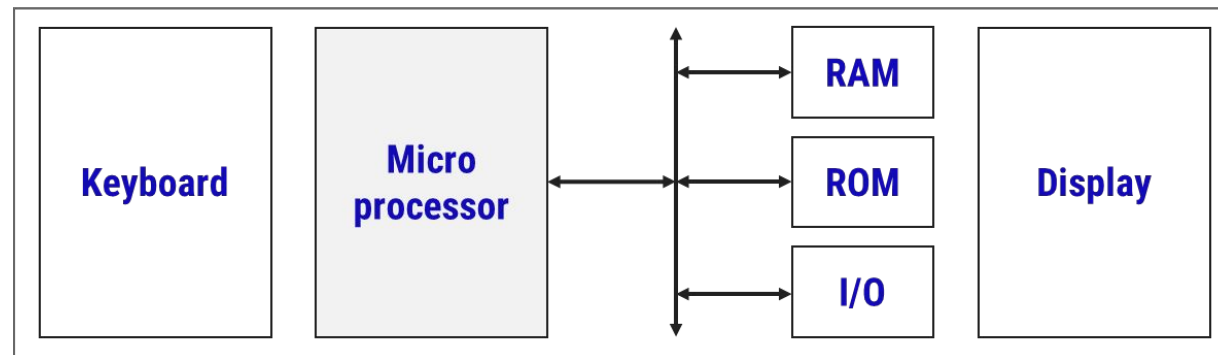 Keyboard
Micro
processor
RAM
ROM
I/O
Display